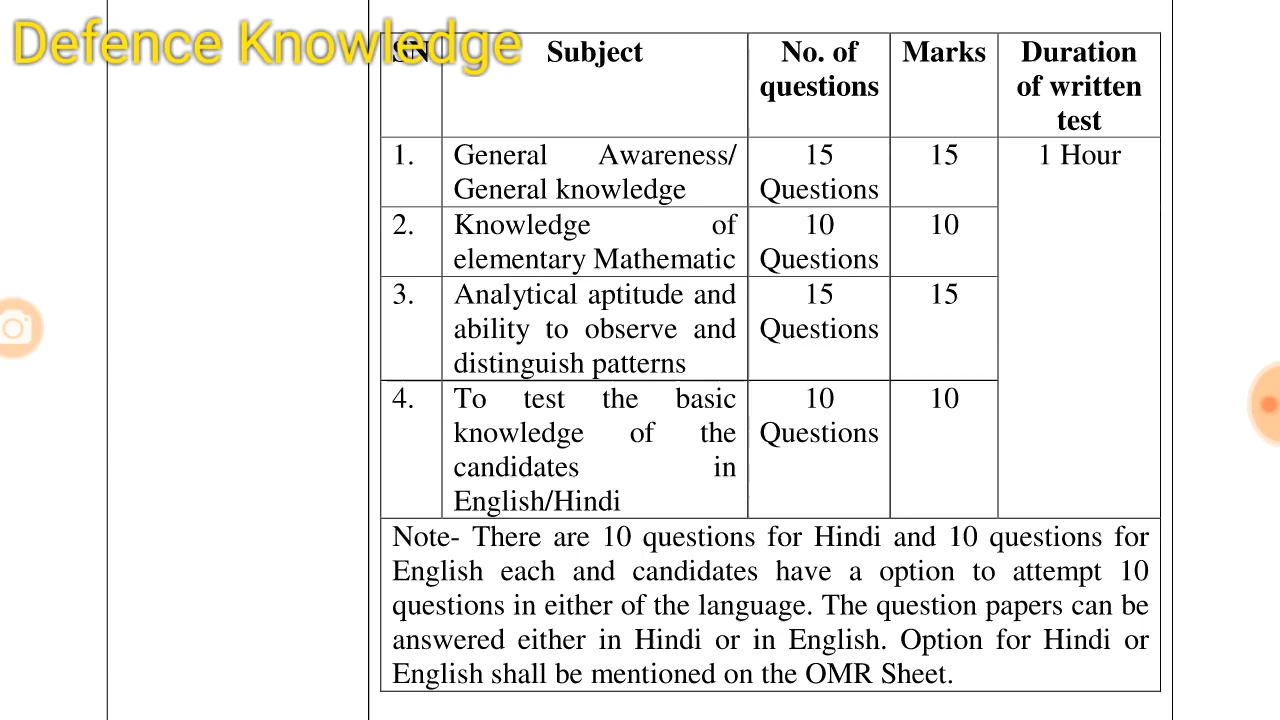 Defence Knowledge
SN Subject No. of Marks Duration
questions of written
test
1. General Awareness/ 15 15 1 Hour
General knowledge Questions
2. Knowledge of 10 10
elementary Mathematic Questions
3. Analytical aptitude and 15 15
ability to observe and Questions
distinguish patterns
4. To test the basic 10 10
knowledge of the Questions
candidates in
English/Hindi
Note- There are 10 questions for Hindi and 10 questions for
English each and candidates have a option to attempt 10
questions in either of the language. The question papers can be
answered either in Hindi or in English. Option for Hindi or
English shall be mentioned on the OMR Sheet.